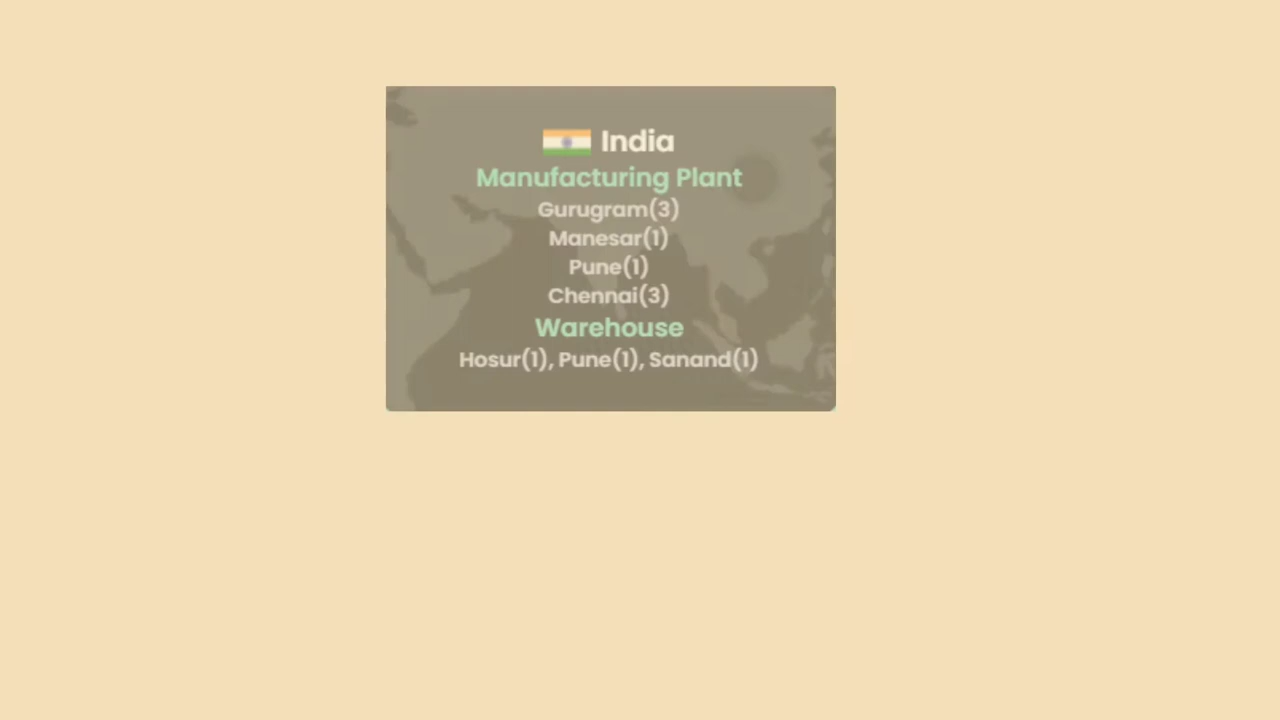 India
Manufacturing Plant
Gurugram(3)
Manesar(1)
Pune(1)
Chennai(3)
Warehouse
Hosur(1), Pune(1), Sanand(1)